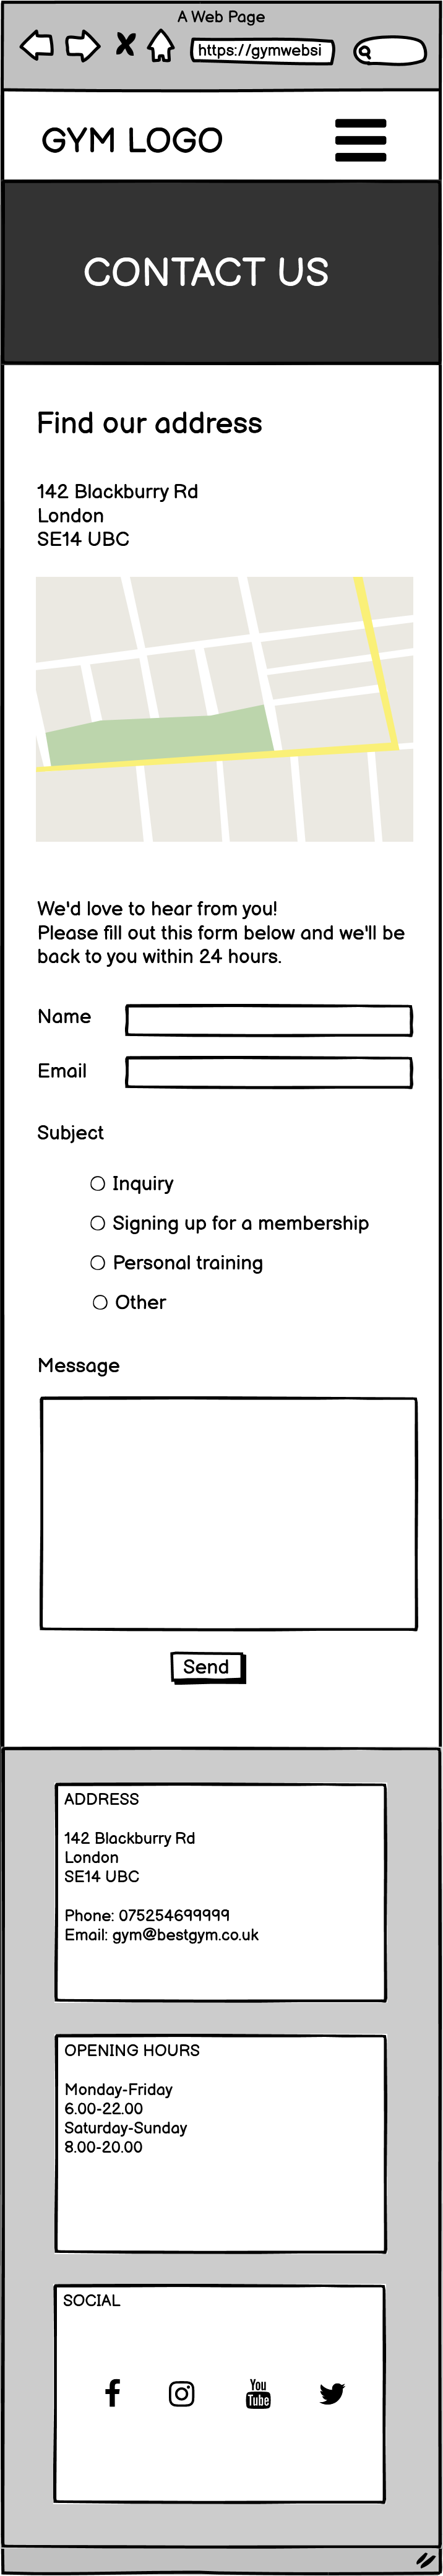 A Web Page
https://gymwebsi
GYM LOGO
CONTACT US
Find our address
142 Blackburry Rd
London
SE14 UBC
We'd love to hear from you!
Please fill out this form below and we'll be
back to you within 24 hours.
Name
Email
Subject
Inquiry
Signing up for a membership
Personal training
Other
Message
Send
ADDRESS
142 Blackburry Rd
London
SE14 UBC
Phone: 075254699999
Email: gym@bestgym.co.uk
OPENING HOURS
Monday-Friday
6.00-22.00
Saturday-Sunday
8.00-20.00
SOCIAL
You
Tube